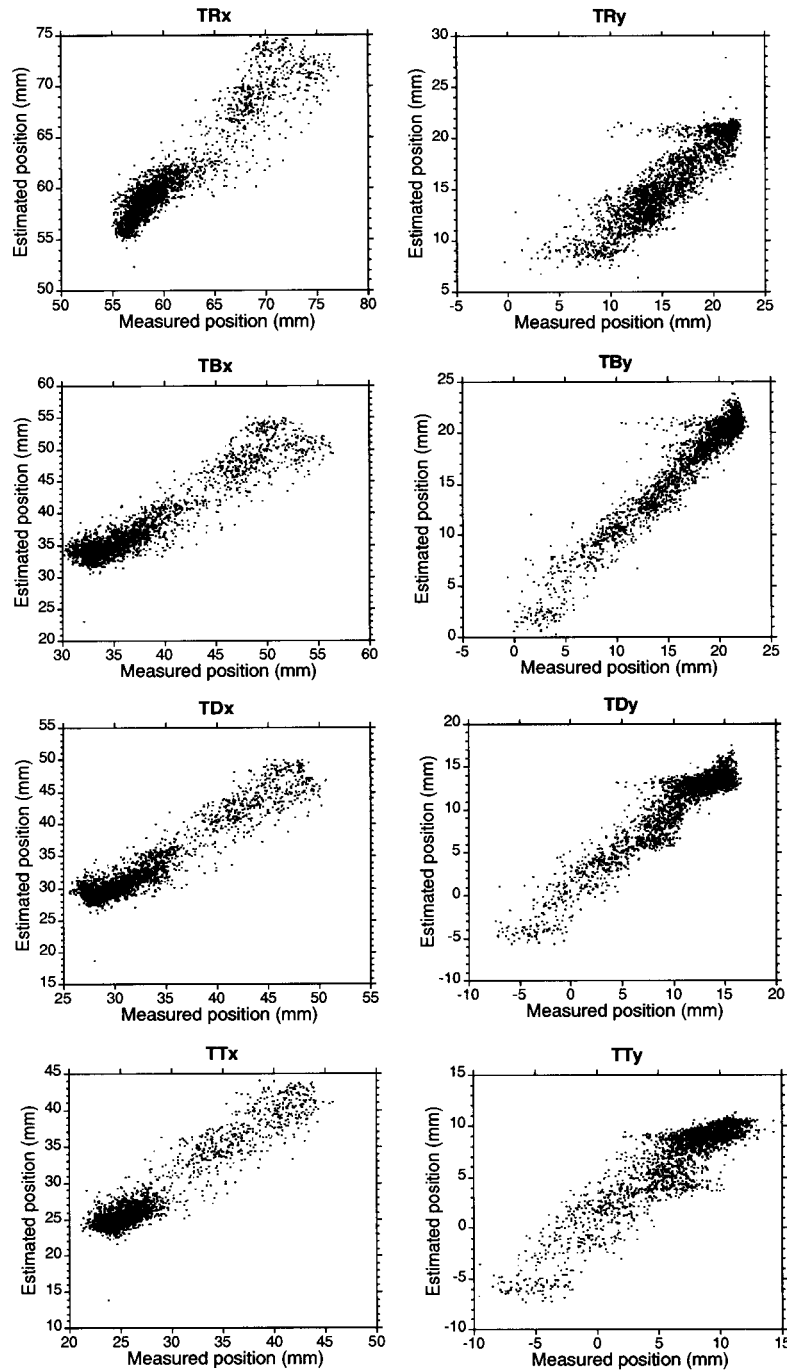 TRx
75
70
65
60
55
50
Estimated position (mm)
50 55 60 65 70 75 80
Measured position (mm)
TRy
30
25
20
15
10
5
Estimated position (mm)
-5 0 5 10 15 20 25
Measured position (mm)
TBx
60
55
50
45
40
35
30
25
20
Estimated position (mm)
30 35 40 45 50 55 60
Measured position (mm)
TBy
25
20
15
10
5
0
Estimated position (mm)
-5 0 5 10 15 20 25
Measured position (mm)
TDx
55
50
45
40
35
30
25
20
15
Estimated position (mm)
25 30 35 40 45 50 55
Measured position (mm)
TDy
20
15
10
5
0
-5
-10
Estimated position (mm)
-10 -5 0 5 10 15 20
Measured position (mm)
TTx
45
40
35
30
25
20
15
10
Estimated position (mm)
20 25 30 35 40 45 50
Measured position (mm)
TTy
15
10
5
0
-5
-10
Estimated position (mm)
-10 -5 0 5 10 15
Measured position (mm)